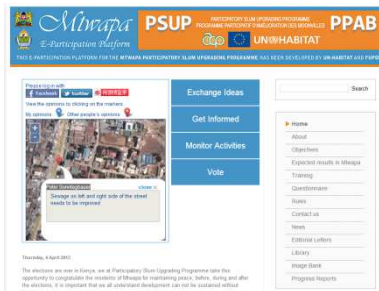 Mtwapa
E-Participation Platform
PSUP
PARTICIPATORY SLUM UPGRADING PROGRAMME
PROGRAMME PARTICIPATIF D'AMELIORATION DES BIDONVILLES
PPAB
UN HABITAT
THIS E-PARTICIPATION PLATFORM FOR THE MTWAPA PARTICIPATORY SLUM UPGRADING PROGRAMME HAS BEEN DEVELOPED BY UN-HABITAT AND
Please log in with
Facebook
twitter
View the opinions by clicking on the markers.
My opinions
Other people's opinions
close
Sewage on left and right side of the street
needs to be improved
Exchange Ideas
Get Informed
Monitor Activities
Vote
Search
Home
About
Objectives
Expected results in Mtwapa
Training
Questionnaire
Rules
Contact us
News
Editorial Letters
Library
Image Bank
Progress Reports
Thursday, 4 April 2013
The elections are over in Kenya, we at Participatory Slum Upgrading Programme take this
opportunity to congratulate the residents of Mtwapa for maintaining peace, before, during and after
the elections, it is important that we all understand development can not be sustained without